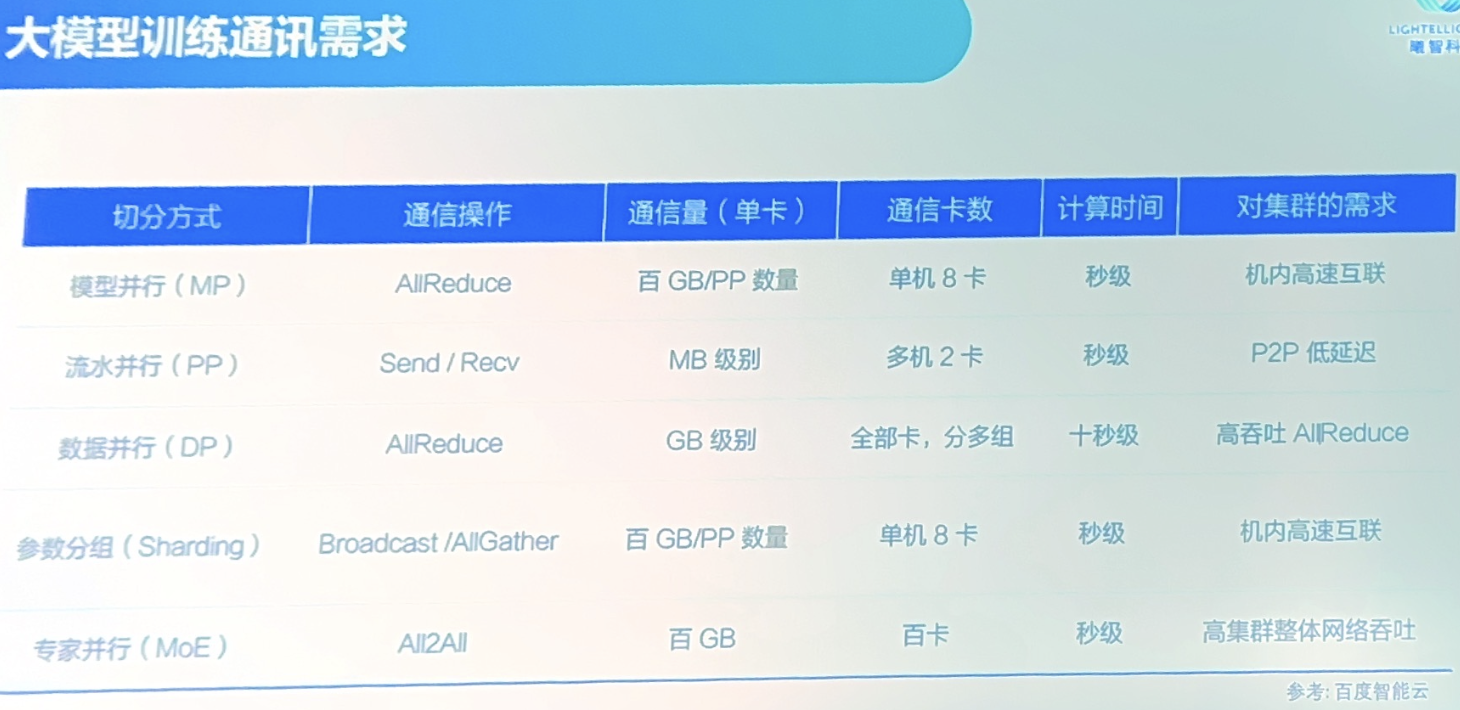 大模型训练通讯需求
LIGHTELLIG
曦智科
切分方式 通信操作 通信量（单卡） 通信卡数 计算时间 对集群的需求
模型并行（MP） AllReduce 百 GB/PP 数量 单机 8 卡 秒级 机内高速互联
流水并行（PP） Send / Recv MB 级别 多机 2 卡 秒级 P2P 低延迟
数据并行（DP） AllReduce GB 级别 全部卡，分多组 十秒级 高吞吐 AllReduce
参数分组（Sharding） Broadcast /AllGather 百 GB/PP 数量 单机 8 卡 秒级 机内高速互联
专家并行（MoE） All2All 百 GB 百卡 秒级 高集群整体网络吞吐
参考: 百度智能云